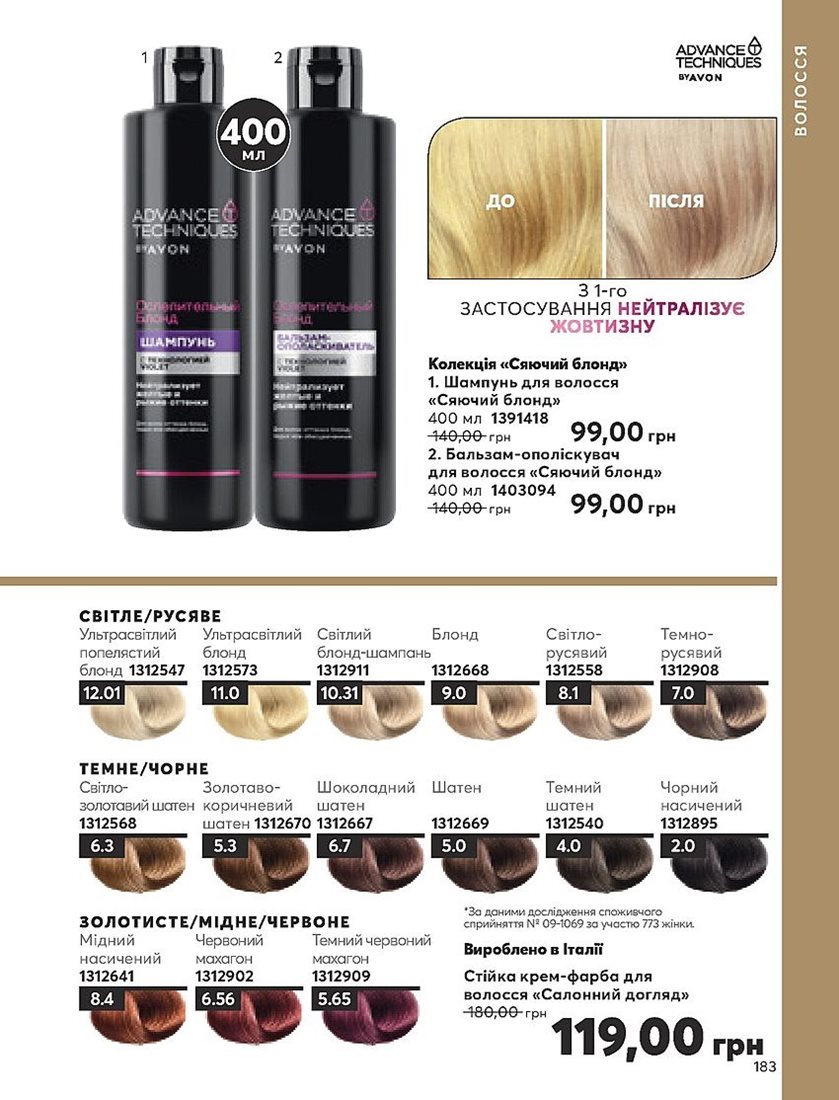 1
2
400
МЛ
ADVANCE
TECHNIQUES
BY AVON
Ослепительный
Блонд
ШАМПУНЬ
С ТЕХНОЛОГИЕЙ
VIOLET
Нейтрализует
желтые и
рыжие оттенки
ADVANCE
TECHNIQUES
BY AVON
Ослепительный
Блонд
БАЛЬЗАМ-
ОПОЛАСКИВАТЕЛЬ
С ТЕХНОЛОГИЕЙ
VIOLET
Нейтрализует
желтые и
рыжие оттенки
ADVANCE
TECHNIQUES
BY AVON
ВОЛОССЯ
ДО
ПІСЛЯ
З 1-го
ЗАСТОСУВАННЯ НЕЙТРАЛІЗУЄ
ЖОВТИЗНУ
Колекція «Сяючий блонд»
1. Шампунь для волосся
«Сяючий блонд»
400 мл 1391418
140,00 грн 99,00 грн
2. Бальзам-ополіскувач
для волосся «Сяючий блонд»
400 мл 1403094
140,00 грн 99,00 грн
СВІТЛЕ/РУСЯВЕ
Ультрасвітлий
попелястий
блонд 1312547
12.01
Ультрасвітлий
блонд
1312573
11.0
Світлий
блонд-шампань
1312911
10.31
Блонд
1312668
9.0
Світло-
русявий
1312558
8.1
Темно-
русявий
1312908
7.0
ТЕМНЕ/ЧОРНЕ
Світло-
золотавий шатен
1312568
6.3
Золотаво-
коричневий
шатен 1312670
5.3
Шоколадний
шатен
1312667
6.7
Шатен
1312669
5.0
Темний
шатен
1312540
4.0
Чорний
насичений
1312895
2.0
ЗОЛОТИСТЕ/МІДНЕ/ЧЕРВОНЕ
Мідний
насичений
1312641
8.4
Червоний
махагон
1312902
6.56
Темний червоний
махагон
1312909
5.65
*За даними дослідження споживчого
сприйняття № 09-1069 за участю 773 жінки.
Вироблено в Італії
Стійка крем-фарба для
волосся «Салонний догляд»
180,00 грн
119,00 грн
183